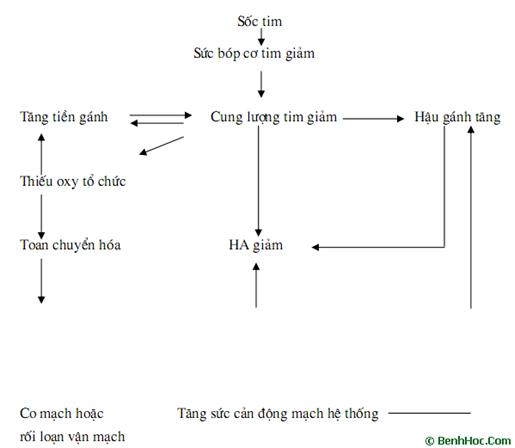 Sốc tim
Sức bóp cơ tim giảm
Tăng tiền gánh
Cung lượng tim giảm
Hậu gánh tăng
Thiếu oxy tổ chức
Toan chuyển hóa
HA giảm
Co mạch hoặc
rối loạn vận mạch
Tăng sức cản động mạch hệ thống
© BenhHoc.Com